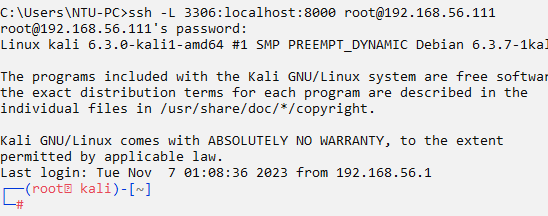 C:\Users\NTU-PC>ssh -L 3306:localhost:8000 root@192.168.56.111
root@192.168.56.111's password:
Linux kali 6.3.0-kali1-amd64 #1 SMP PREEMPT_DYNAMIC Debian 6.3.7-1kal
The programs included with the Kali GNU/Linux system are free softwar
the exact distribution terms for each program are described in the
individual files in /usr/share/doc/*/copyright.
Kali GNU/Linux comes with ABSOLUTELY NO WARRANTY, to the extent
permitted by applicable law.
Last login: Tue Nov  7 01:08:36 2023 from 192.168.56.1
┌──(root kali)-[~]
└─#